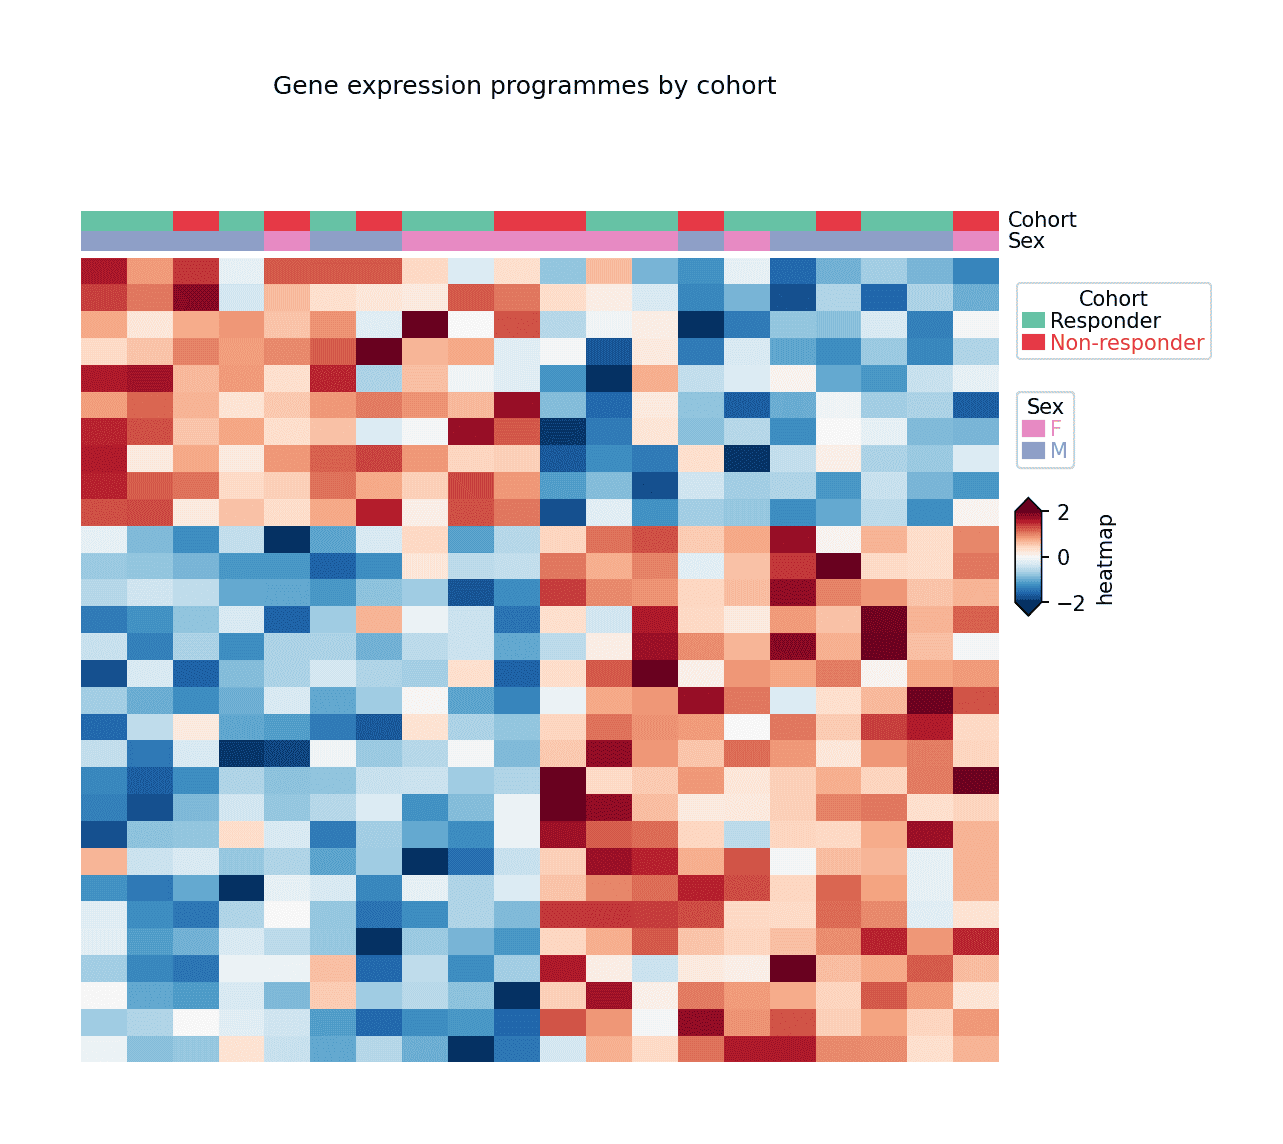 Gene expression programmes by cohort
Cohort
Sex
Cohort
Responder
Non-responder
Sex
F
M
2
0
−2
heatmap